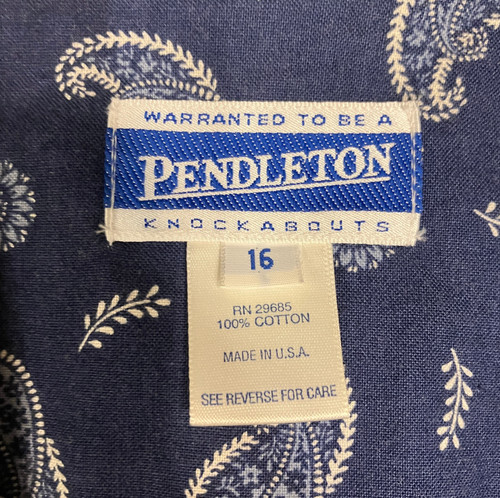 WARRANTED TO BE A
PENDLETON
KNOCKABOUTS
16
RN 29685
100% COTTON
MADE IN U.S.A.
SEE REVERSE FOR CARE